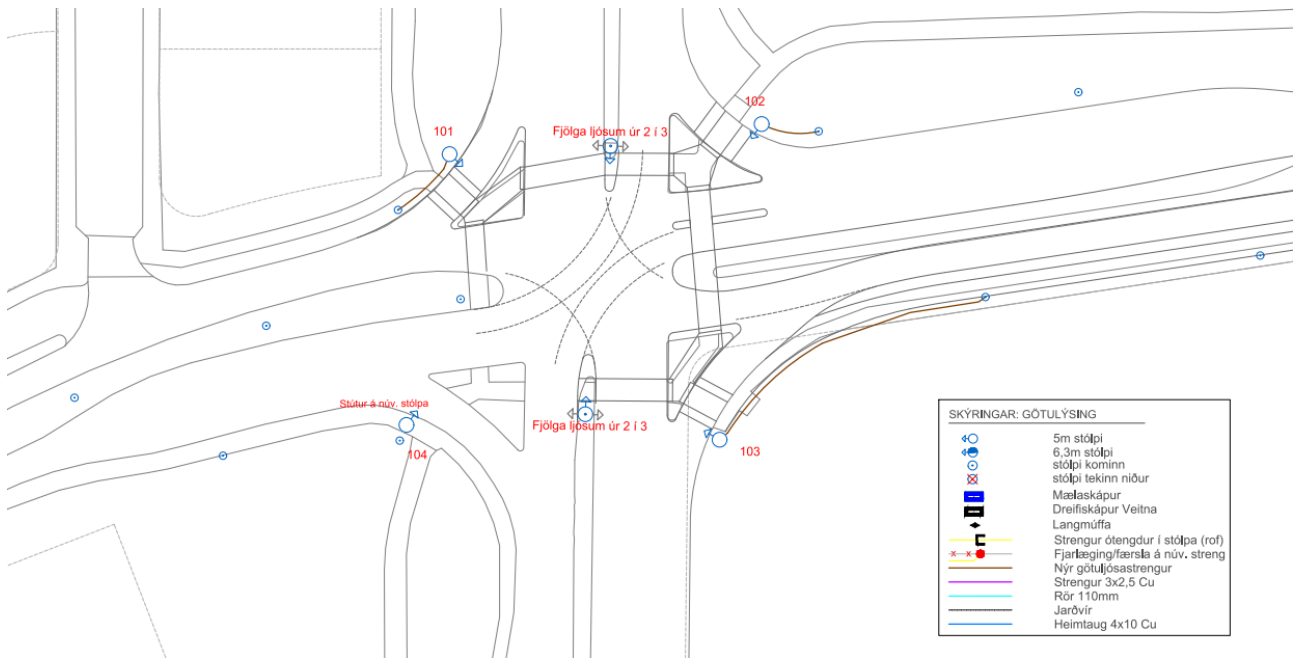 102
Fjölga ljósum úr 2 í 3
101
Stútur á núv. stólpa
Fjölga ljósum úr 2 í 3
104
103
SKÝRINGAR: GÖTULÝSING
5m stólpi
6,3m stólpi
stólpi kominn
stólpi tekinn niður
Mælaskápur
Dreifiskápur Veitna
Langmúffa
Strengur ótengdur í stólpa (rof)
Fjarlæging/færsla á núv. streng
Nýr götuljósastrengur
Strengur 3x2,5 Cu
Rör 110mm
Jarðvír
Heimtaug 4x10 Cu